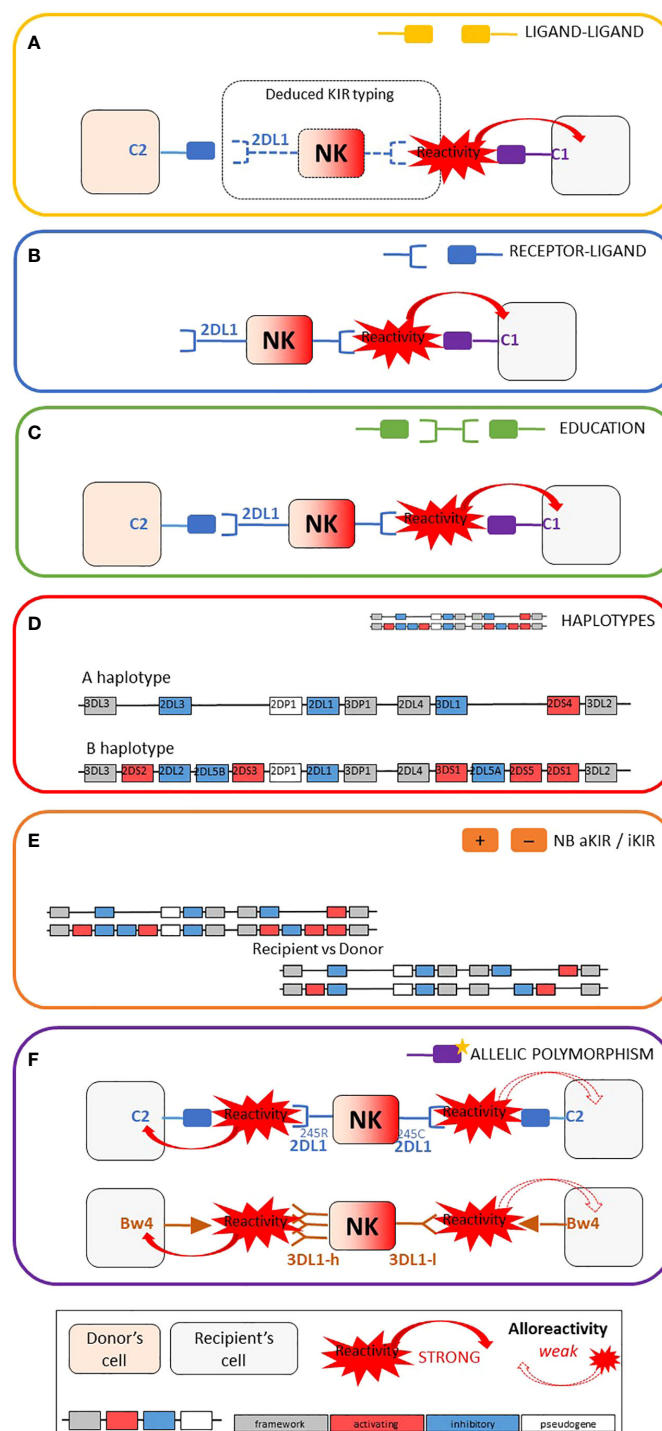 A
LIGAND-LIGAND
Deduced KIR typing
C2
2DL1
NK
Reactivity
C1
B
RECEPTOR-LIGAND
2DL1
NK
Reactivity
C1
C
EDUCATION
C2
2DL1
NK
Reactivity
C1
D
HAPLOTYPES
A haplotype
3DL3 2DL3 2DP1 2DL1 3DP1 2DL4 3DL1 2DS4 3DL2
B haplotype
3DL3 2DS2 2DL2 2DL5B 2DS3 2DP1 2DL1 3DP1 2DL4 3DS1 2DL5A 2DS5 2DS1 3DL2
E
+ − NB aKIR / iKIR
Recipient vs Donor
F
ALLELIC POLYMORPHISM
C2 Reactivity NK Reactivity C2
245R 245C
2DL1 2DL1
Bw4 Reactivity NK Reactivity Bw4
3DL1-h 3DL1-l
Donor's
cell
Recipient's
cell
Reactivity
STRONG
Alloreactivity
weak
Reactivity
framework activating inhibitory pseudogene